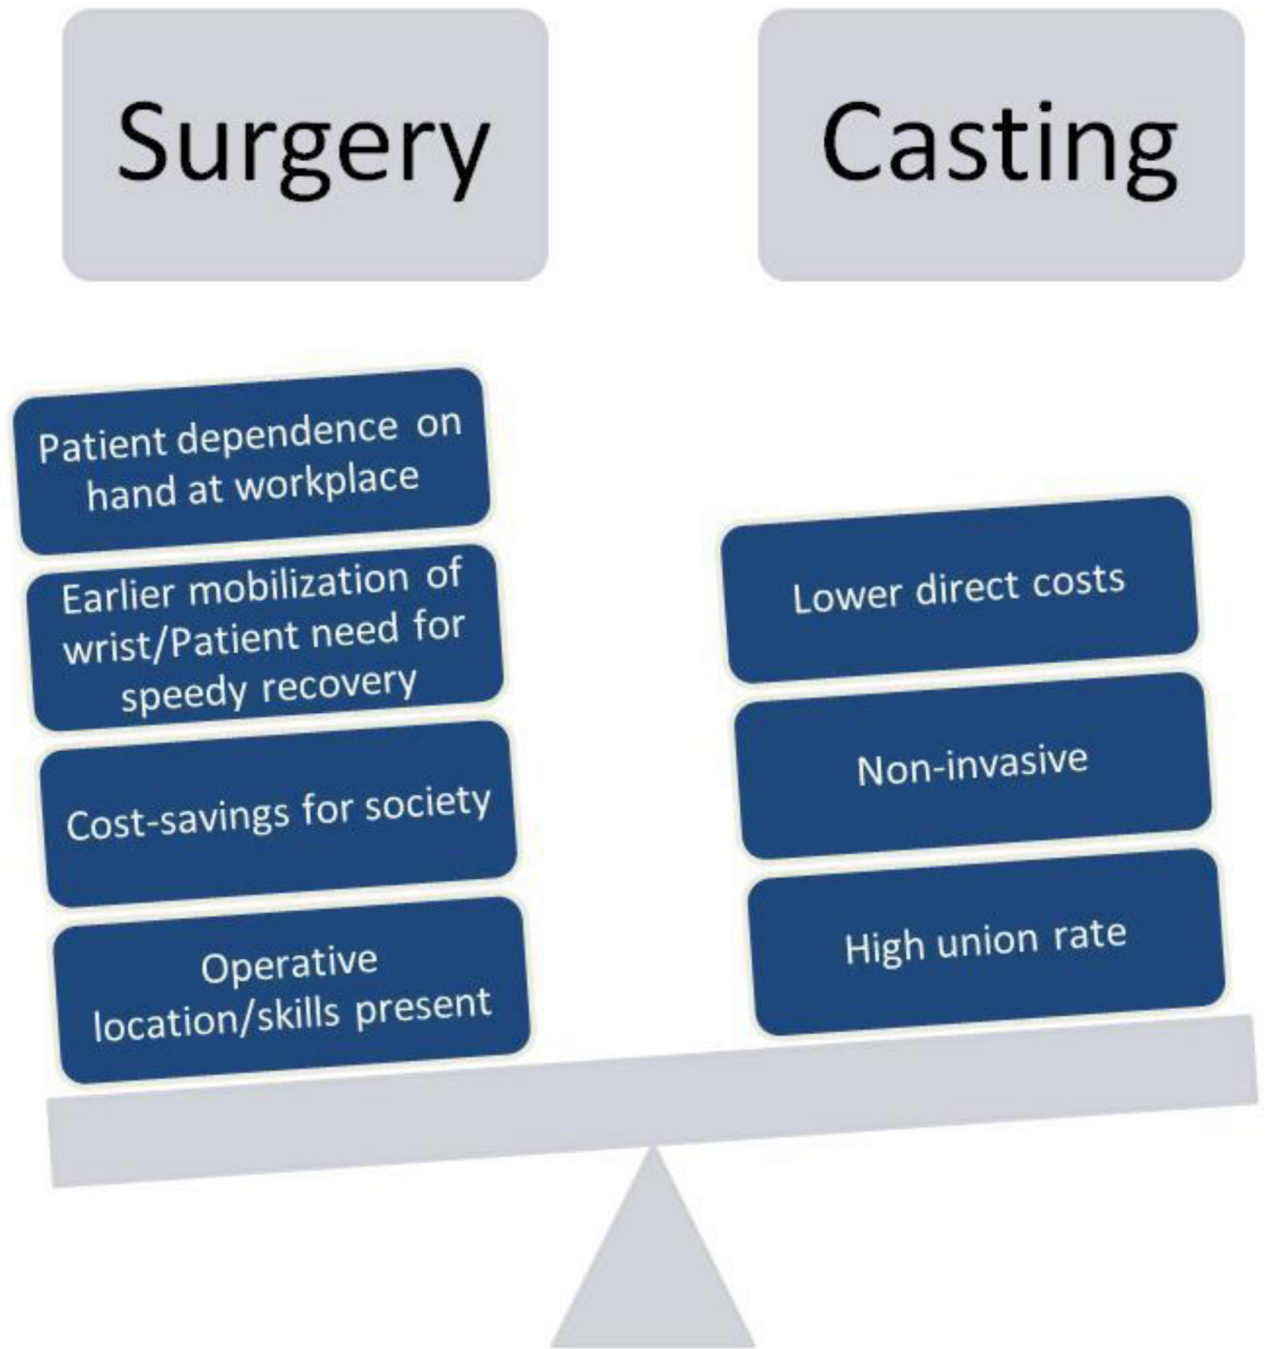 Surgery
Casting
Patient dependence on
hand at workplace
Earlier mobilization of
wrist/Patient need for
speedy recovery
Cost-savings for society
Operative
location/skills present
Lower direct costs
Non-invasive
High union rate